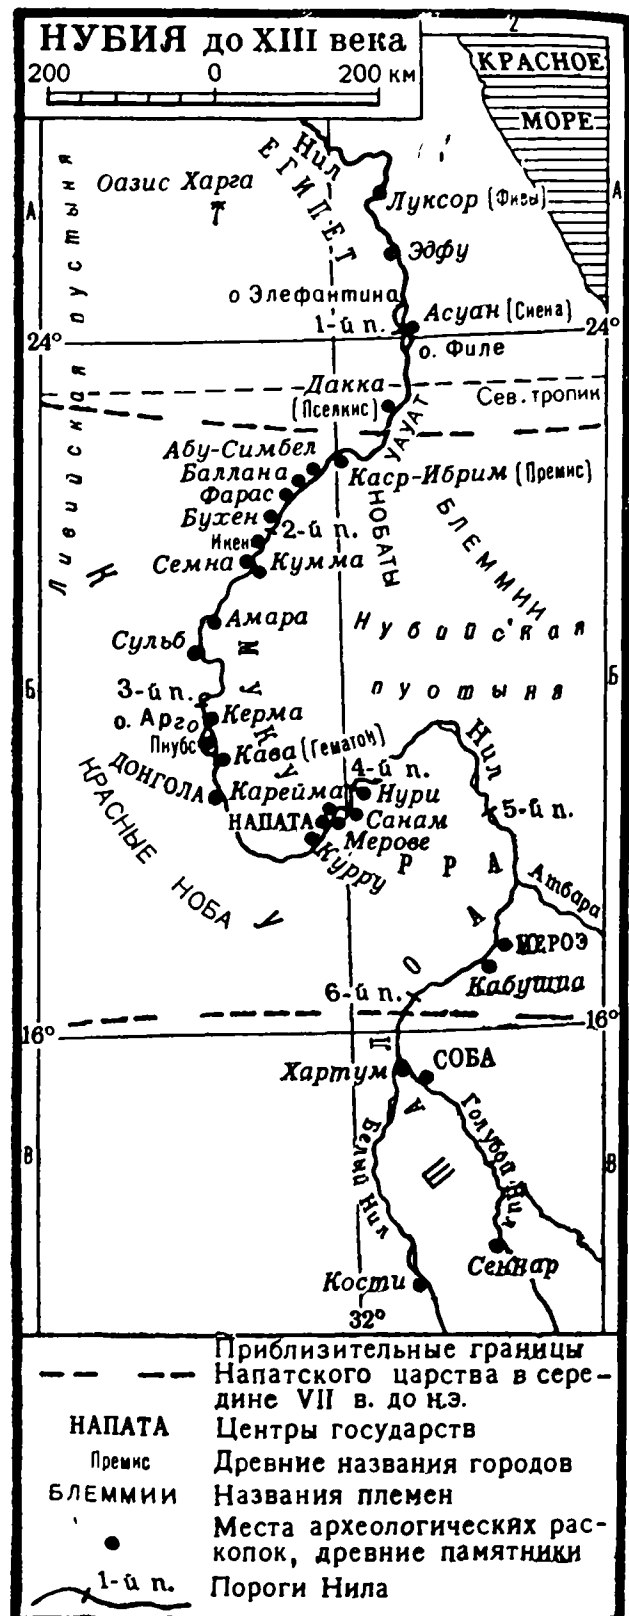 НУБИЯ до XIII века
200 0 200 км
2
КРАСНОЕ
МОРЕ
Нил
ЕГИПЕТ
Оазис Харга
Ливийская пустыня
А
А
Луксор (Фивы)
Эдфу
о Элефантина
Асуан (Сиена)
1-й п.
24°
24°
о. Филе
Дакка
(Пселкис)
Сев. тропик
УАУАТ
Абу-Симбел
Баллана
Каср-Ибрим (Премис)
Фарас
Бухен
2-й п.
НОБАТЫ
БЛЕММИИ
Икен
Семна
Кумма
К
Амара
Нубийская
Сульб
М
пуотыня
Б
Б
3-й п.
У
о. Арго
Керма
Пнубс
К
Кава (Гематон)
Нил
4-й п.
ДОНГОЛА
У
Карейма
Нури
5-й п.
НАПАТА
Санам
Мерове
Курру
КРАСНЫЕ НОБА
Р Р А
Атбара
У
А
МЕРОЭ
Кабушпа
О
6-й п.
16°
16°
П
Хартум
СОБА
А
Голубой Нил
Белый Нил
Ш
В
В
Сеннар
Кости
32°
Приблизительные границы
Напатского царства в сере-
дине VII в. до н.э.
НАПАТА Центры государств
Премис Древние названия городов
БЛЕММИИ Названия племен
Места археологических рас-
копок, древние памятники
1-й п. Пороги Нила